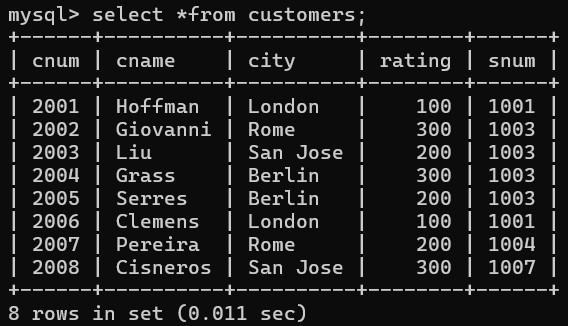 mysql> select *from customers;
+------+----------+----------+--------+------+
| cnum | cname    | city     | rating | snum |
+------+----------+----------+--------+------+
| 2001 | Hoffman  | London   |    100 | 1001 |
| 2002 | Giovanni | Rome     |    300 | 1003 |
| 2003 | Liu      | San Jose |    200 | 1003 |
| 2004 | Grass    | Berlin   |    300 | 1003 |
| 2005 | Serres   | Berlin   |    200 | 1003 |
| 2006 | Clemens  | London   |    100 | 1001 |
| 2007 | Pereira  | Rome     |    200 | 1004 |
| 2008 | Cisneros | San Jose |    300 | 1007 |
+------+----------+----------+--------+------+
8 rows in set (0.011 sec)